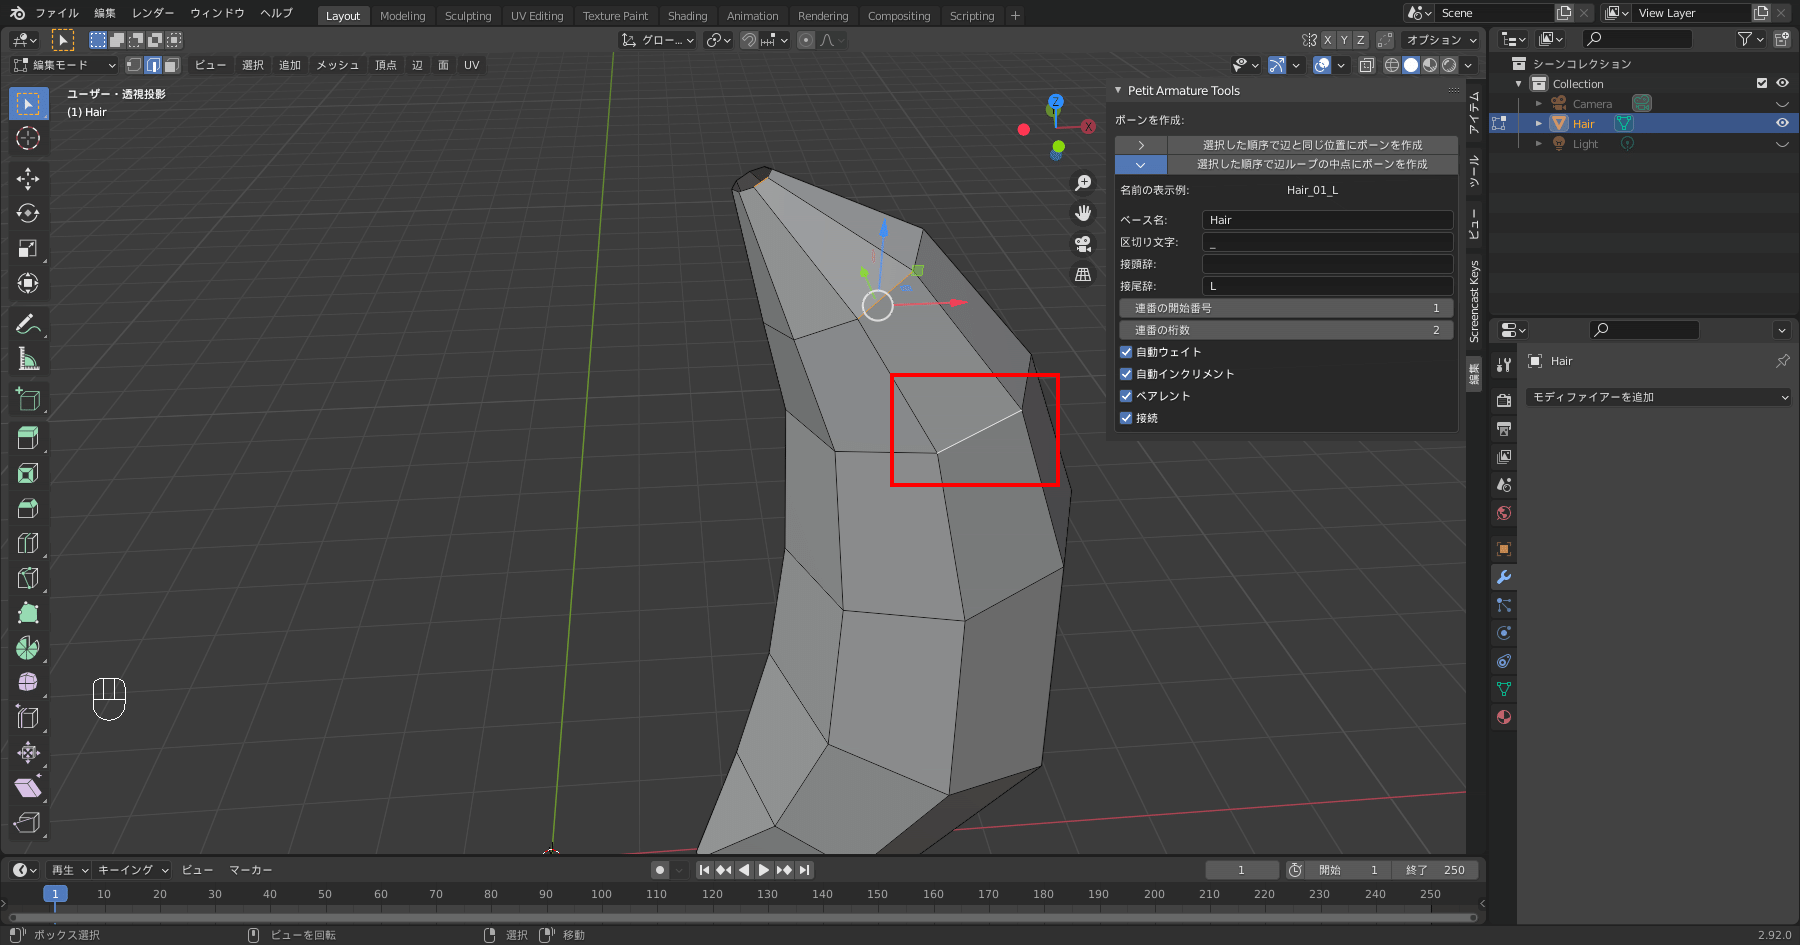 ファイル 編集 レンダー ウィンドウ ヘルプ Layout Modeling Sculpting UV Editing Texture Paint Shading Animation Rendering Compositing Scripting + Scene View Layer
グロー... X Y Z オプション
編集モード ビュー 選択 追加 メッシュ 頂点 辺 面 UV
ユーザー・透視投影
(1) Hair
Z
X
Petit Armature Tools
ボーンを作成:
選択した順序で辺と同じ位置にボーンを作成
選択した順序で辺ループの中点にボーンを作成
名前の表示例: Hair_01_L
ベース名: Hair
区切り文字: _
接頭辞:
接尾辞: L
連番の開始番号 1
連番の桁数 2
自動ウェイト
自動インクリメント
ペアレント
接続
アイテム
ツール
ビュー
Screencast Keys
編集
シーンコレクション
Collection
Camera
Hair
Light
Hair
モディファイアーを追加
再生 キーイング ビュー マーカー 1 開始 1 終了 250
1 10 20 30 40 50 60 70 80 90 100 110 120 130 140 150 160 170 180 190 200 210 220 230 240 250
ボックス選択 ビューを回転 選択 移動 2.92.0